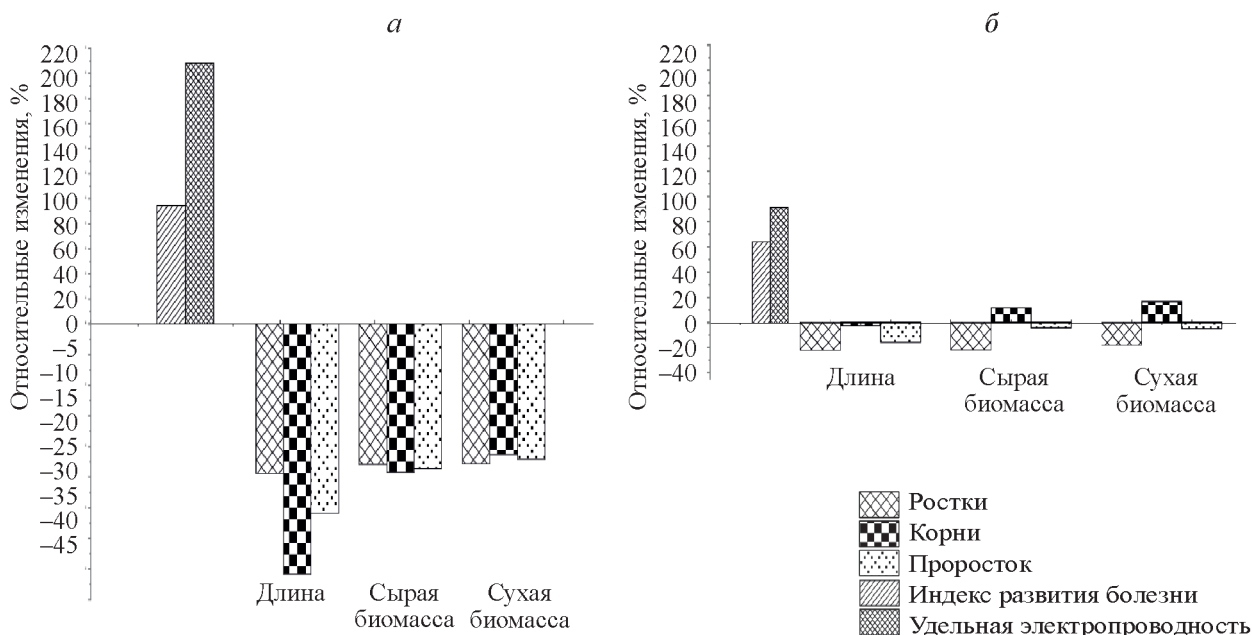 а
Относительные изменения, %
220
200
180
160
140
120
100
80
60
40
20
0
–5
–10
–15
–20
–25
–30
–35
–40
–45
Длина
Сырая
биомасса
Сухая
биомасса
б
Относительные изменения, %
220
200
180
160
140
120
100
80
60
40
20
0
–20
–40
Длина
Сырая
биомасса
Сухая
биомасса
Ростки
Корни
Проросток
Индекс развития болезни
Удельная электропроводность